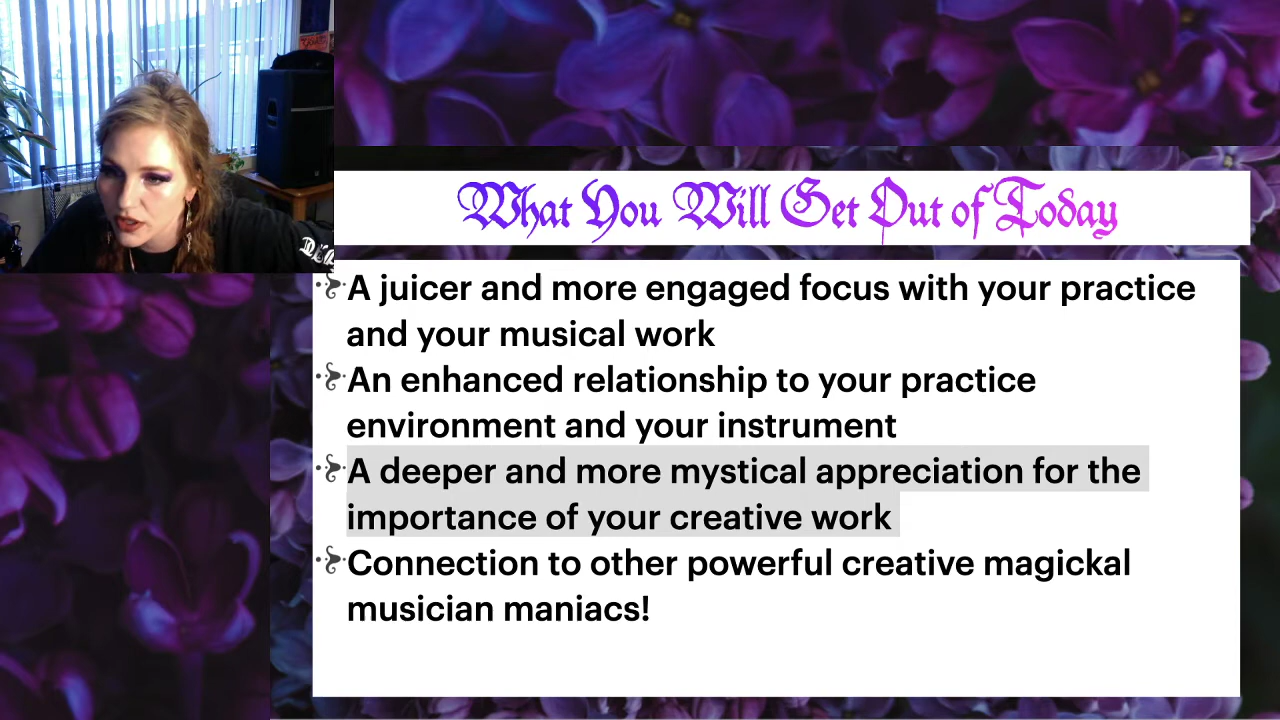 What You Will Get Out of Today
A juicer and more engaged focus with your practice
and your musical work
An enhanced relationship to your practice
environment and your instrument
A deeper and more mystical appreciation for the
importance of your creative work
Connection to other powerful creative magickal
musician maniacs!